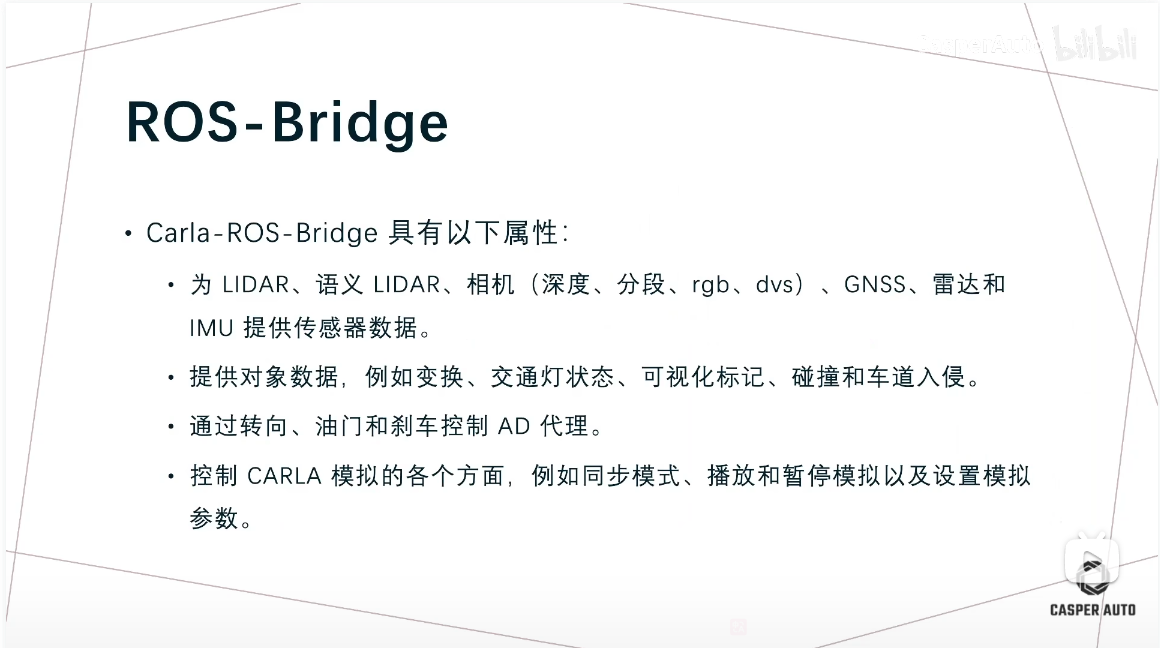 bilibili
ROS-Bridge
• Carla-ROS-Bridge 具有以下属性：
• 为 LIDAR、语义 LIDAR、相机（深度、分段、rgb、dvs）、GNSS、雷达和
IMU 提供传感器数据。
• 提供对象数据，例如变换、交通灯状态、可视化标记、碰撞和车道入侵。
• 通过转向、油门和刹车控制 AD 代理。
• 控制 CARLA 模拟的各个方面，例如同步模式、播放和暂停模拟以及设置模拟
参数。
CASPER AUTO